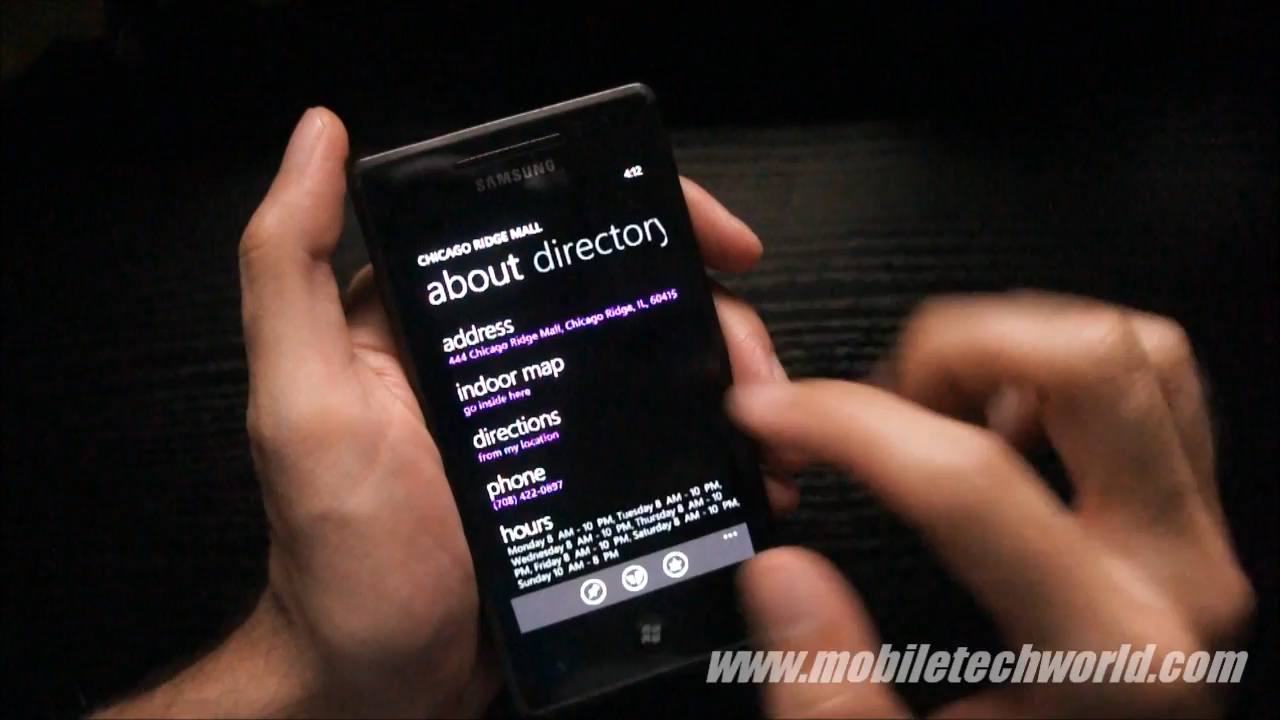 SAMSUNG
4:12
CHICAGO RIDGE MALL
about directory
address
444 Chicago Ridge Mall, Chicago Ridge, IL, 60415
indoor map
go inside here
directions
from my location
phone
(708) 422-0897
hours
Monday 8 AM - 10 PM, Tuesday 8 AM - 10 PM,
Wednesday 8 AM - 10 PM, Thursday 8 AM - 10
PM, Friday 8 AM - 10 PM, Saturday 8 AM - 10 PM,
Sunday 10 AM - 8 PM
www.mobiletechworld.com